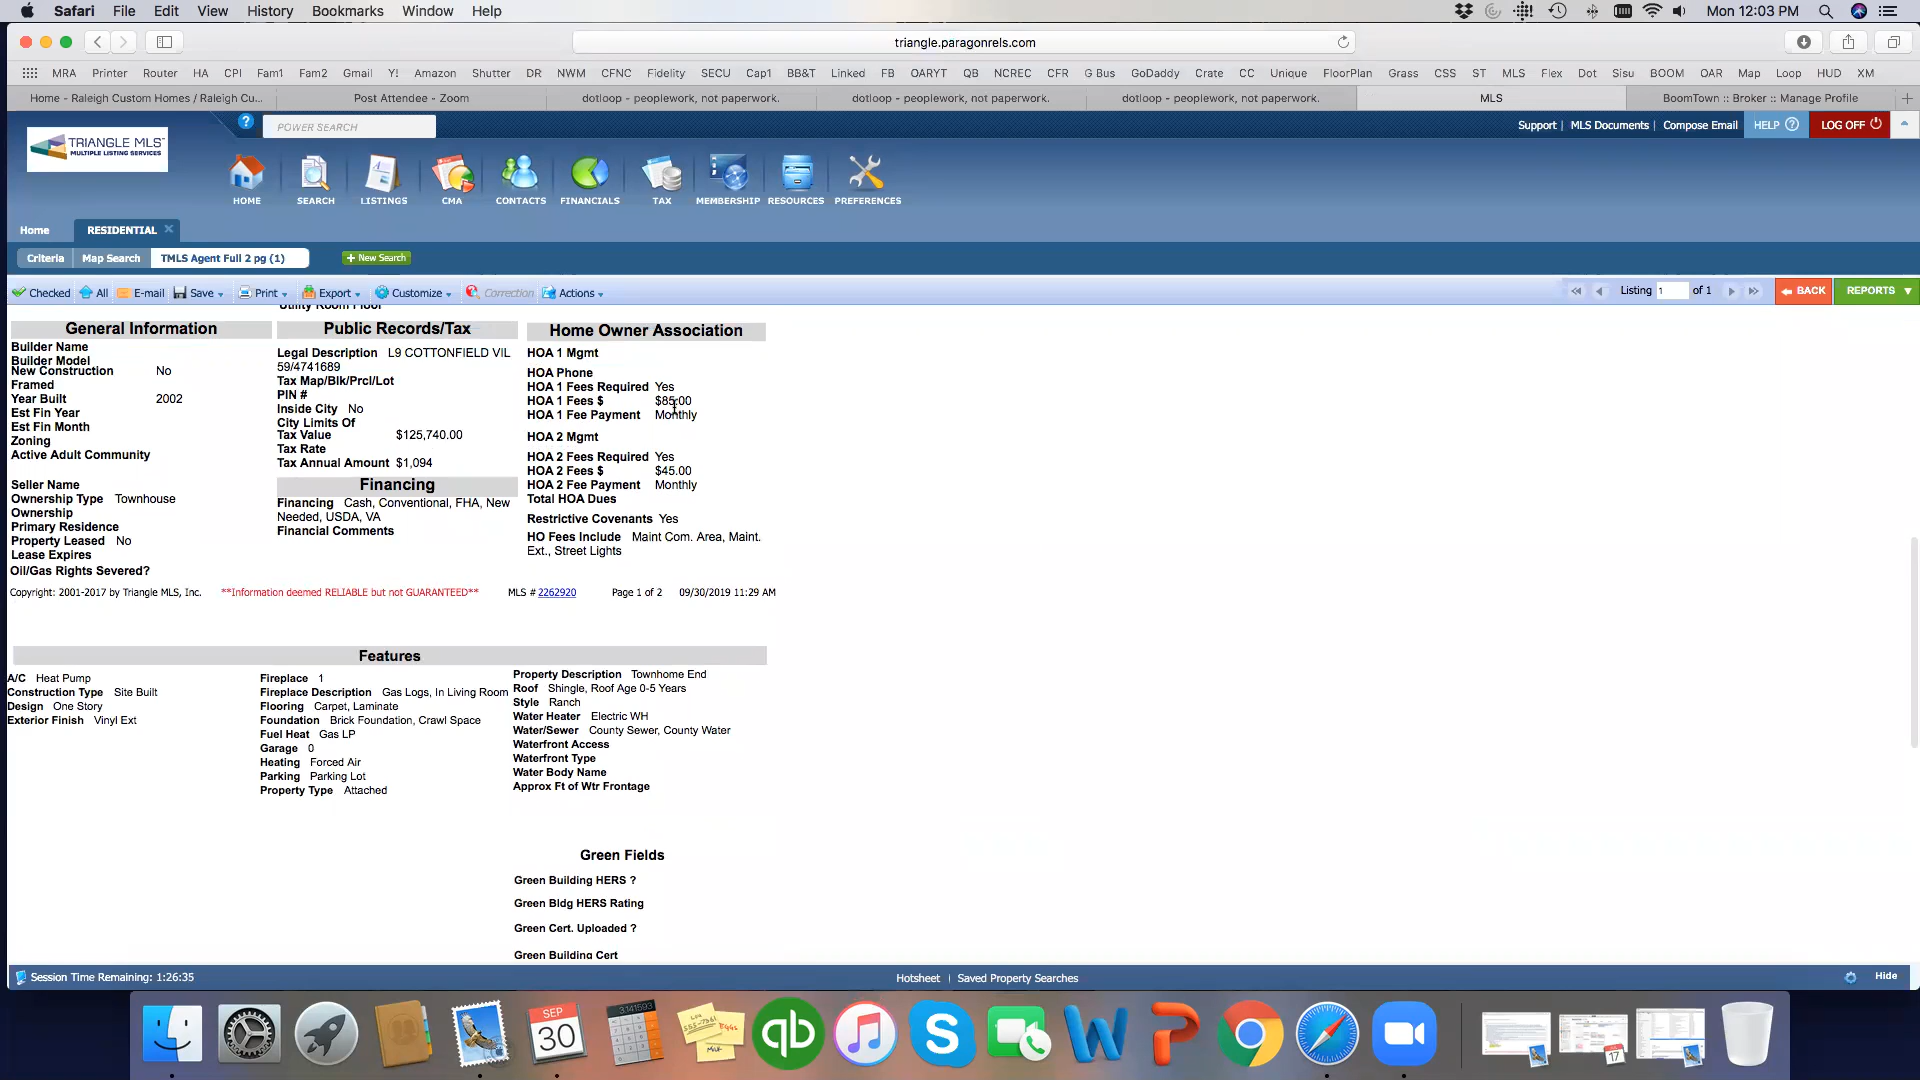 Safari File Edit View History Bookmarks Window Help Mon 12:03 PM
triangle.paragonrels.com
MRA Printer Router HA CPI Fam1 Fam2 Gmail Y! Amazon Shutter DR NWM CFNC Fidelity SECU Cap1 BB&T Linked FB OARYT QB NCREC CFR G Bus GoDaddy Crate CC Unique FloorPlan Grass CSS ST MLS Flex Dot Sisu BOOM OAR Map Loop HUD XM
Home - Raleigh Custom Homes / Raleigh Cu... Post Attendee - Zoom dotloop - peoplework, not paperwork. dotloop - peoplework, not paperwork. dotloop - peoplework, not paperwork. MLS BoomTown :: Broker :: Manage Profile
? POWER SEARCH Support | MLS Documents | Compose Email HELP ? LOG OFF
TRIANGLE MLS
MULTIPLE LISTING SERVICES
HOME SEARCH LISTINGS CMA CONTACTS FINANCIALS TAX MEMBERSHIP RESOURCES PREFERENCES
Home RESIDENTIAL
Criteria Map Search TMLS Agent Full 2 pg (1) + New Search
Checked All E-mail Save Print Export Customize Correction Actions Listing 1 of 1 BACK REPORTS
Utility Room Floor
General Information
Builder Name
Builder Model
New Construction No
Framed
Year Built 2002
Est Fin Year
Est Fin Month
Zoning
Active Adult Community
Seller Name
Ownership Type Townhouse
Ownership
Primary Residence
Property Leased No
Lease Expires
Oil/Gas Rights Severed?
Public Records/Tax
Legal Description L9 COTTONFIELD VIL
59/4741689
Tax Map/Blk/Prcl/Lot
PIN #
Inside City No
City Limits Of
Tax Value $125,740.00
Tax Rate
Tax Annual Amount $1,094
Financing
Financing Cash, Conventional, FHA, New
Needed, USDA, VA
Financial Comments
Home Owner Association
HOA 1 Mgmt
HOA Phone
HOA 1 Fees Required Yes
HOA 1 Fees $ $85.00
HOA 1 Fee Payment Monthly
HOA 2 Mgmt
HOA 2 Fees Required Yes
HOA 2 Fees $ $45.00
HOA 2 Fee Payment Monthly
Total HOA Dues
Restrictive Covenants Yes
HO Fees Include Maint Com. Area, Maint.
Ext., Street Lights
Copyright: 2001-2017 by Triangle MLS, Inc. **Information deemed RELIABLE but not GUARANTEED** MLS # 2262920 Page 1 of 2 09/30/2019 11:29 AM
Features
A/C Heat Pump
Construction Type Site Built
Design One Story
Exterior Finish Vinyl Ext
Fireplace 1
Fireplace Description Gas Logs, In Living Room
Flooring Carpet, Laminate
Foundation Brick Foundation, Crawl Space
Fuel Heat Gas LP
Garage 0
Heating Forced Air
Parking Parking Lot
Property Type Attached
Property Description Townhome End
Roof Shingle, Roof Age 0-5 Years
Style Ranch
Water Heater Electric WH
Water/Sewer County Sewer, County Water
Waterfront Access
Waterfront Type
Water Body Name
Approx Ft of Wtr Frontage
Green Fields
Green Building HERS ?
Green Bldg HERS Rating
Green Cert. Uploaded ?
Green Building Cert
Session Time Remaining: 1:26:35 Hotsheet | Saved Property Searches Hide
SEP
30
3.141593
EGGS
MILK
qb
S
W
P
17